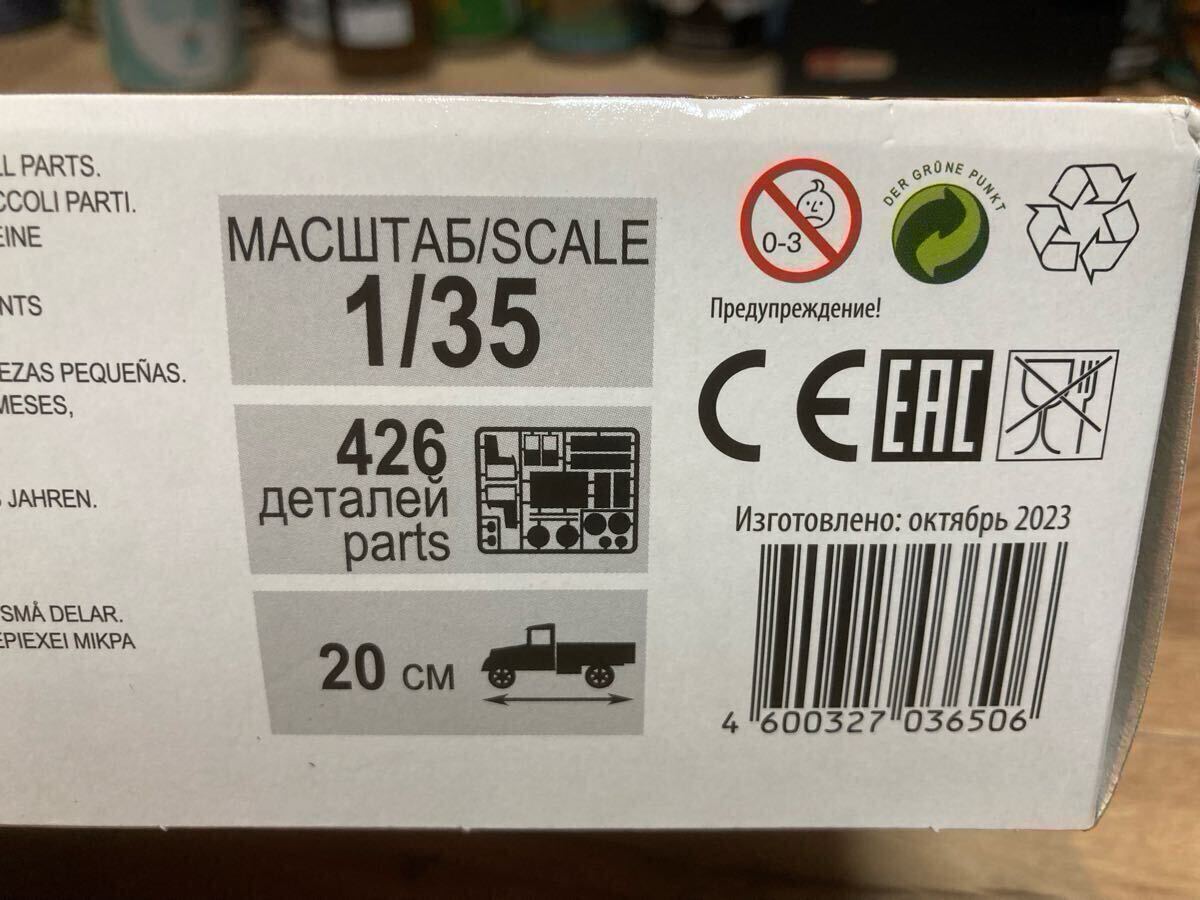 L PARTS.
CCOLI PARTI.
EINE
NTS
EZAS PEQUEÑAS.
MESES,
JAHREN.
SMÅ DELAR.
ΕΡΙΕΧΕΙ ΜΙΚΡΑ
МАСШТАБ/SCALE
1/35
426
деталей
parts
20 см
0-3
DER GRÜNE PUNKT
Предупреждение!
CE EAC
Изготовлено: октябрь 2023
4 600327 036506